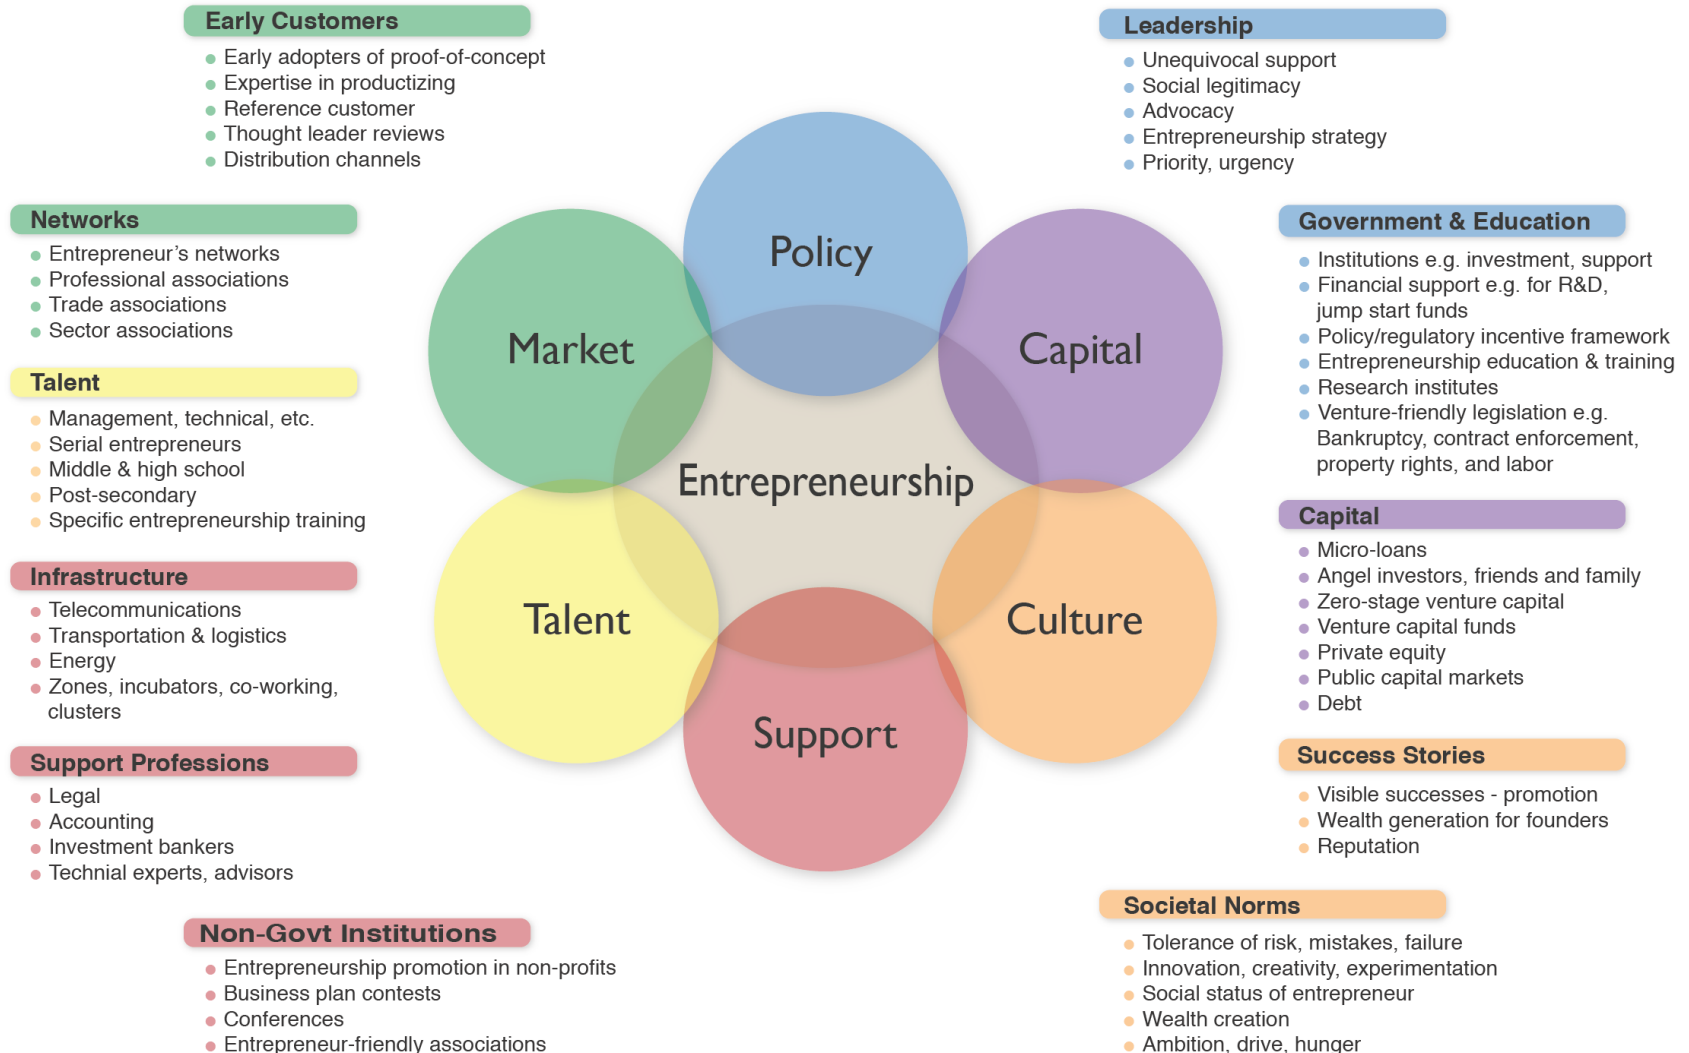 Early Customers
Early adopters of proof-of-concept
Expertise in productizing
Reference customer
Thought leader reviews
Distribution channels
Networks
Entrepreneur’s networks
Professional associations
Trade associations
Sector associations
Talent
Management, technical, etc.
Serial entrepreneurs
Middle & high school
Post-secondary
Specific entrepreneurship training
Infrastructure
Telecommunications
Transportation & logistics
Energy
Zones, incubators, co-working,
clusters
Support Professions
Legal
Accounting
Investment bankers
Technial experts, advisors
Non-Govt Institutions
Entrepreneurship promotion in non-profits
Business plan contests
Conferences
Entrepreneur-friendly associations
Policy
Market
Capital
Entrepreneurship
Talent
Culture
Support
Leadership
Unequivocal support
Social legitimacy
Advocacy
Entrepreneurship strategy
Priority, urgency
Government & Education
Institutions e.g. investment, support
Financial support e.g. for R&D,
jump start funds
Policy/regulatory incentive framework
Entrepreneurship education & training
Research institutes
Venture-friendly legislation e.g.
Bankruptcy, contract enforcement,
property rights, and labor
Capital
Micro-loans
Angel investors, friends and family
Zero-stage venture capital
Venture capital funds
Private equity
Public capital markets
Debt
Success Stories
Visible successes - promotion
Wealth generation for founders
Reputation
Societal Norms
Tolerance of risk, mistakes, failure
Innovation, creativity, experimentation
Social status of entrepreneur
Wealth creation
Ambition, drive, hunger